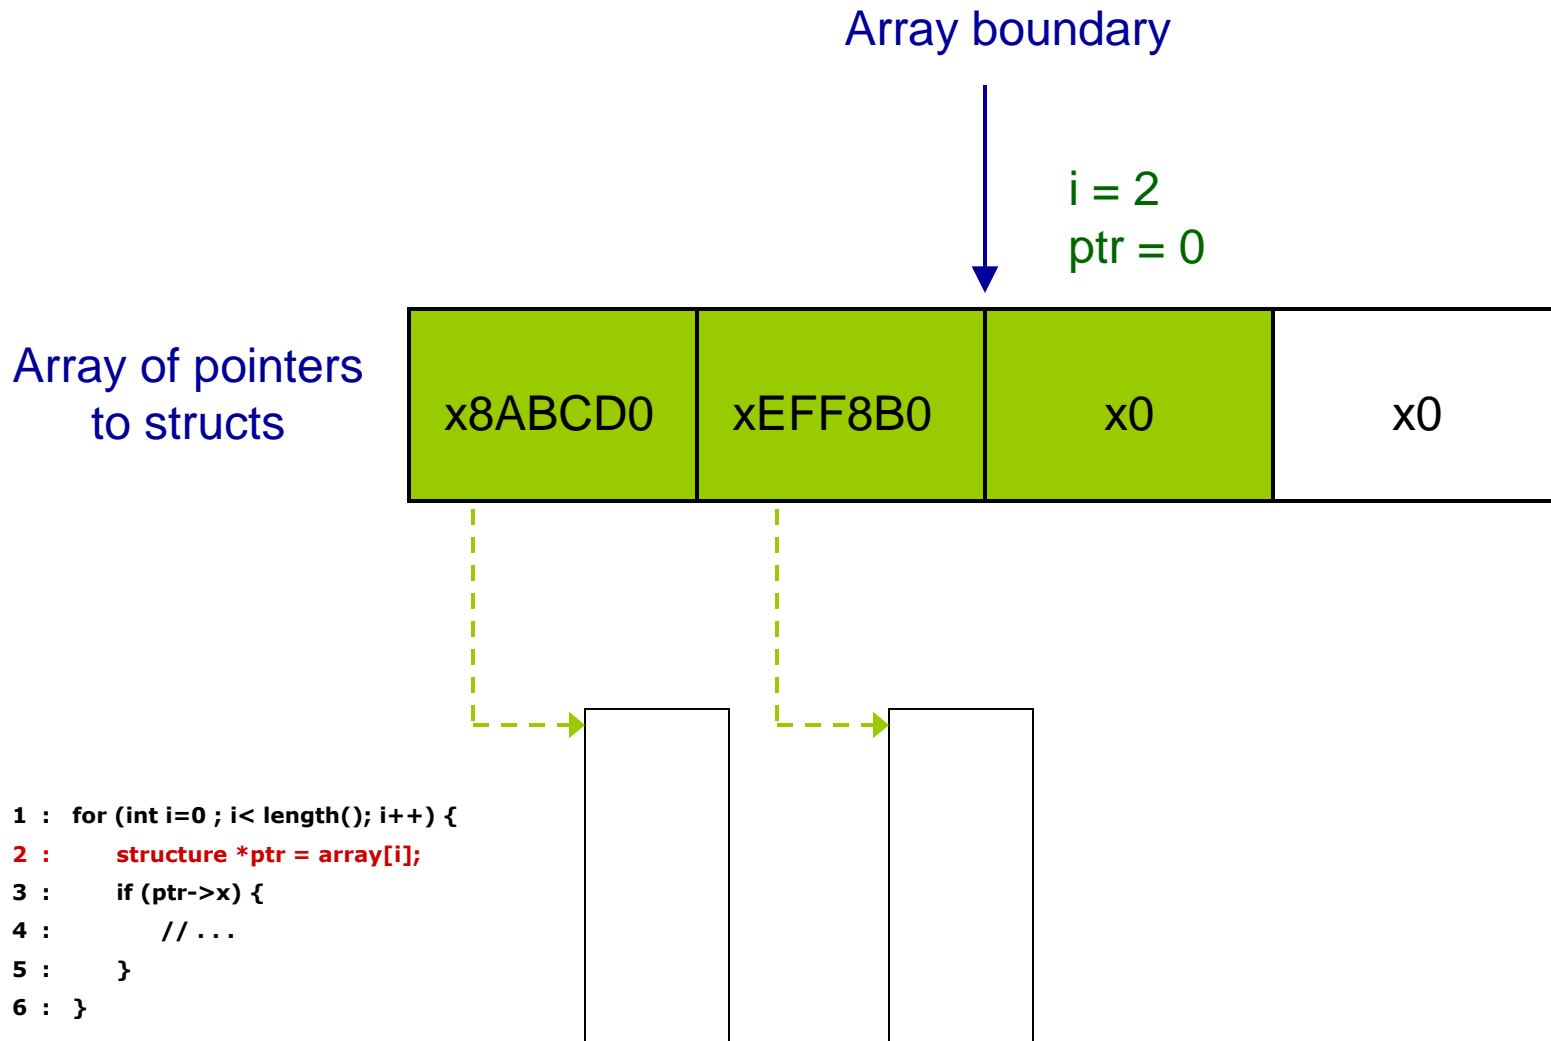 Array boundary
i = 2
ptr = 0
Array of pointers
to structs
x8ABCD0 xEFF8B0 x0 x0
1 : for (int i=0 ; i< length(); i++) {
2 : structure *ptr = array[i];
3 : if (ptr->x) {
4 : // . . .
5 : }
6 : }